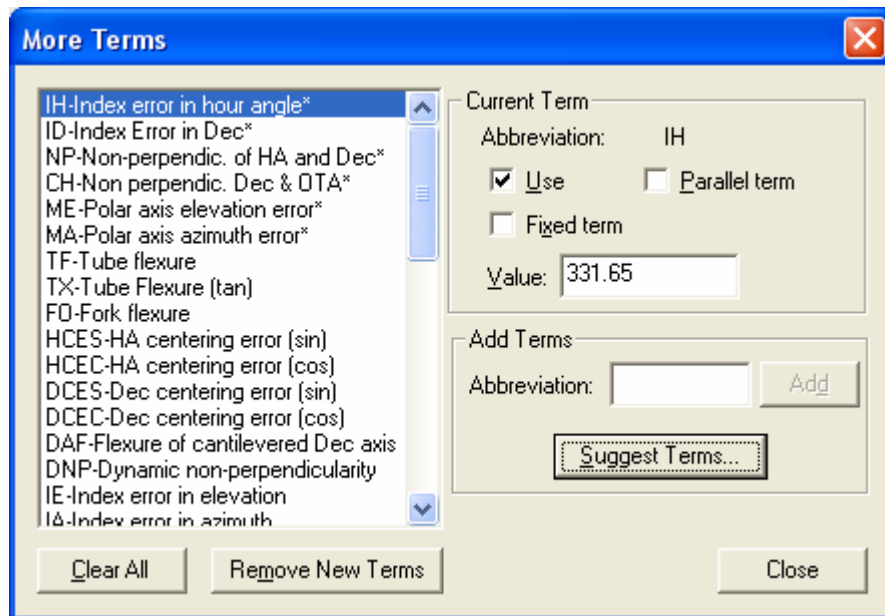 More Terms
IH-Index error in hour angle*
ID-Index Error in Dec*
NP-Non-perpendic. of HA and Dec*
CH-Non perpendic. Dec & OTA*
ME-Polar axis elevation error*
MA-Polar axis azimuth error*
TF-Tube flexure
TX-Tube Flexure (tan)
FO-Fork flexure
HCES-HA centering error (sin)
HCEC-HA centering error (cos)
DCES-Dec centering error (sin)
DCEC-Dec centering error (cos)
DAF-Flexure of cantilevered Dec axis
DNP-Dynamic non-perpendicularity
IE-Index error in elevation
IA-Index error in azimuth
Current Term
Abbreviation: IH
Use Parallel term
Fixed term
Value: 331.65
Add Terms
Abbreviation: Add
Suggest Terms...
Clear All Remove New Terms Close